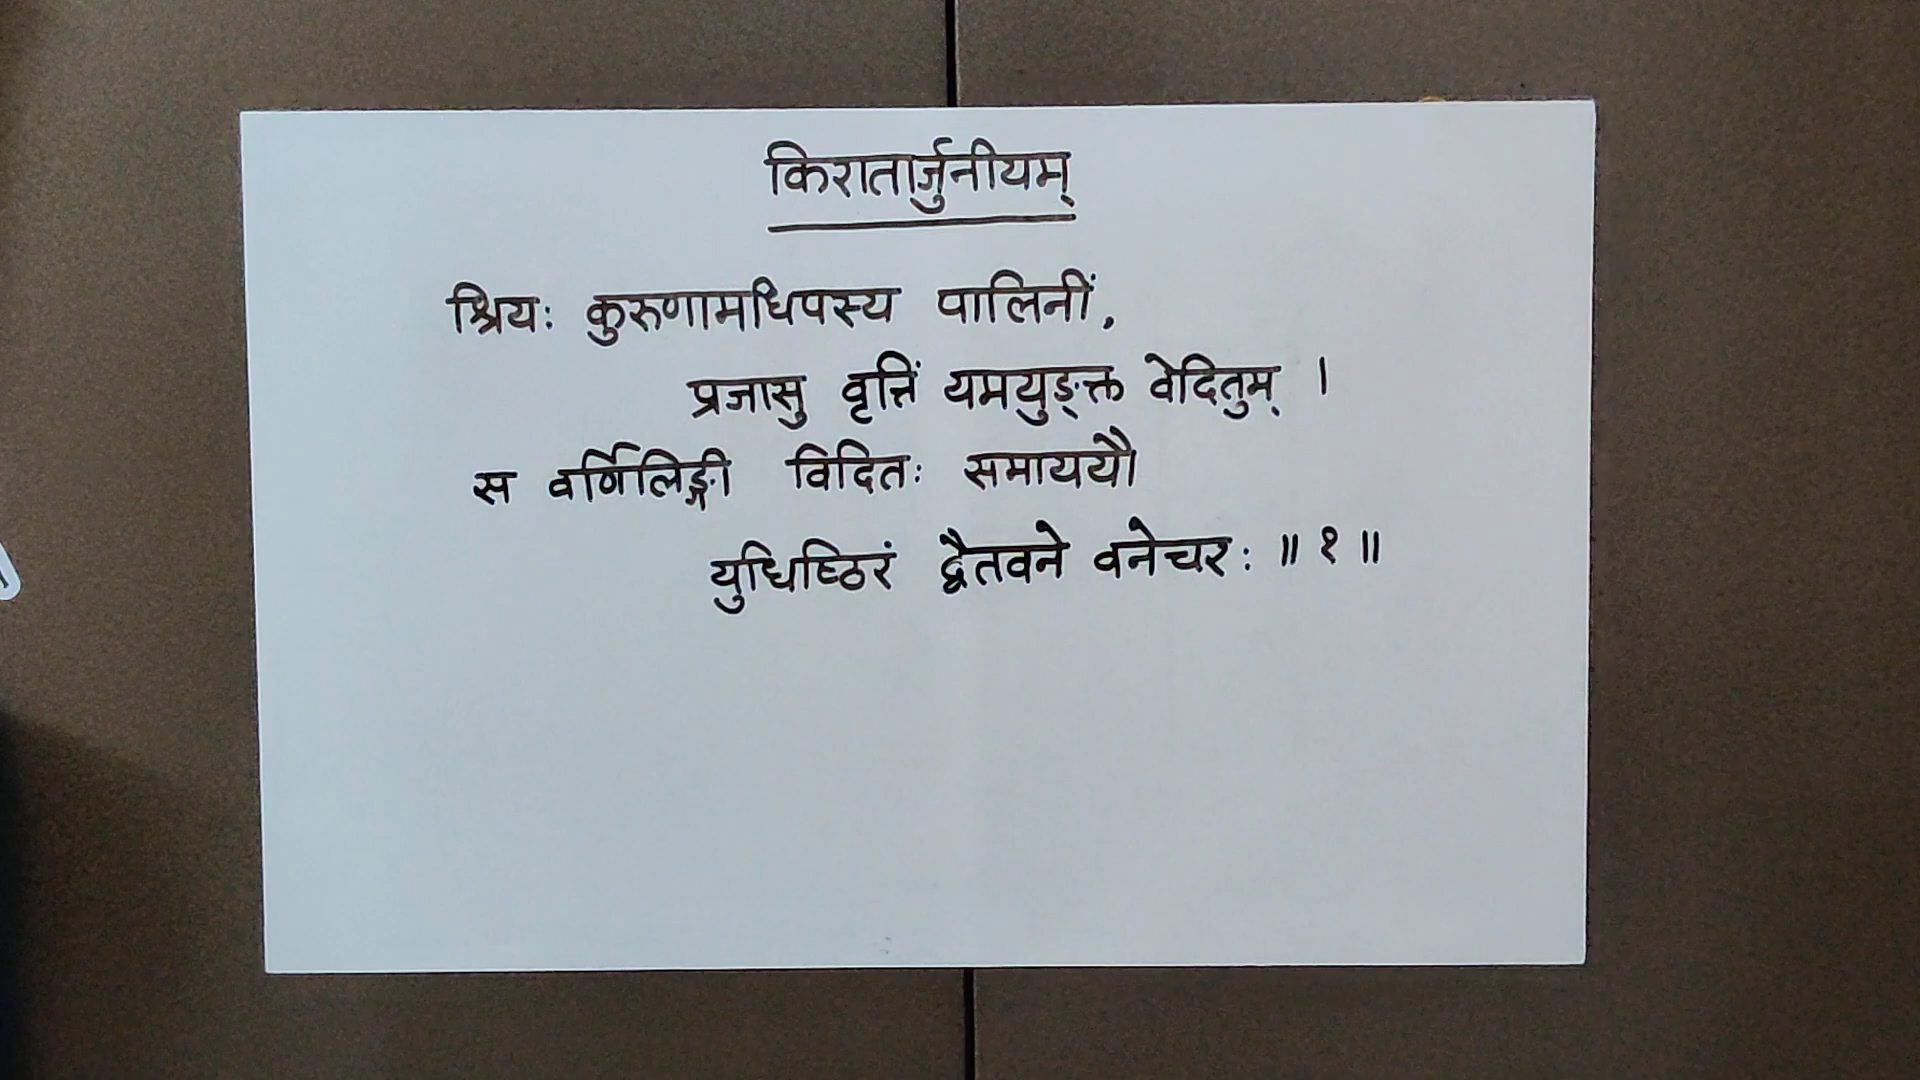 किरातार्जुनीयम्
श्रियः कुरुणामधिपस्य पालिनीं,
प्रजासु वृत्तिं यमयुङ्क्त वेदितुम् ।
स वर्णिलिङ्गी विदितः समाययौ
युधिष्ठिरं द्वैतवने वनेचरः ॥ १ ॥